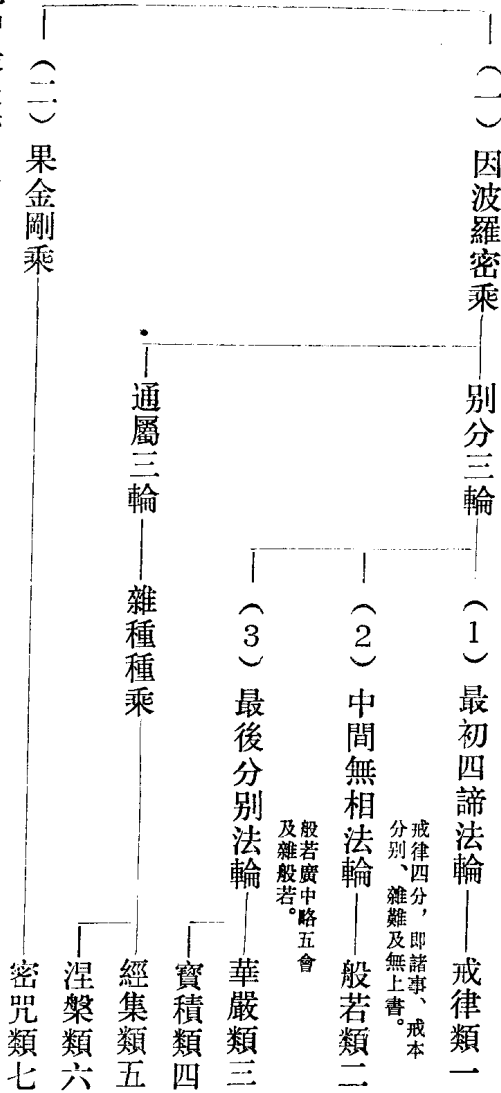 （一）因波羅密乘
别分三輪
（1）最初四諦法輪
戒律類一
戒律四分，即諸事、戒本
分别、雜難及無上書。
（2）中間無相法輪
般若類二
般若廣中略五會
及雜般若。
（3）最後分别法輪
華嚴類三
寶積類四
通屬三輪
雜種種乘
經集類五
涅槃類六
（二）果金剛乘
密咒類七